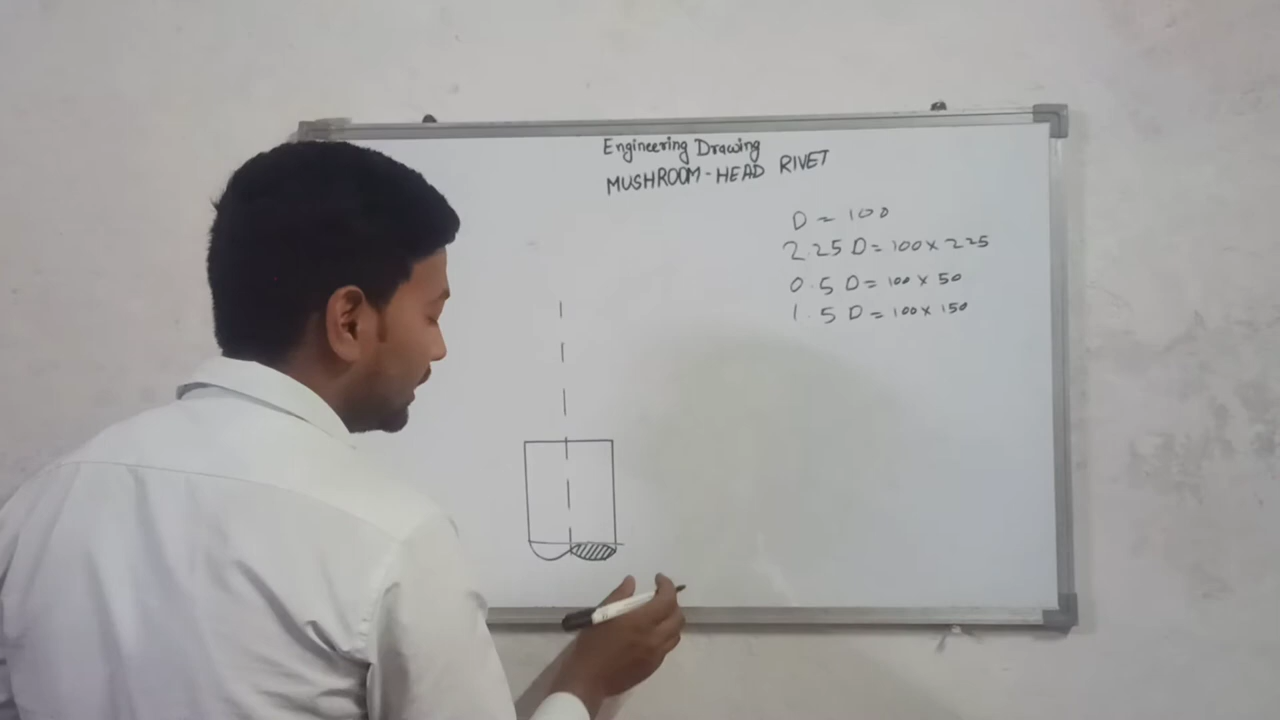 Engineering Drawing
MUSHROOM-HEAD RIVET
D = 100
2.25 D = 100 x 225
0.5 D = 100 x 50
1.5 D = 100 x 150